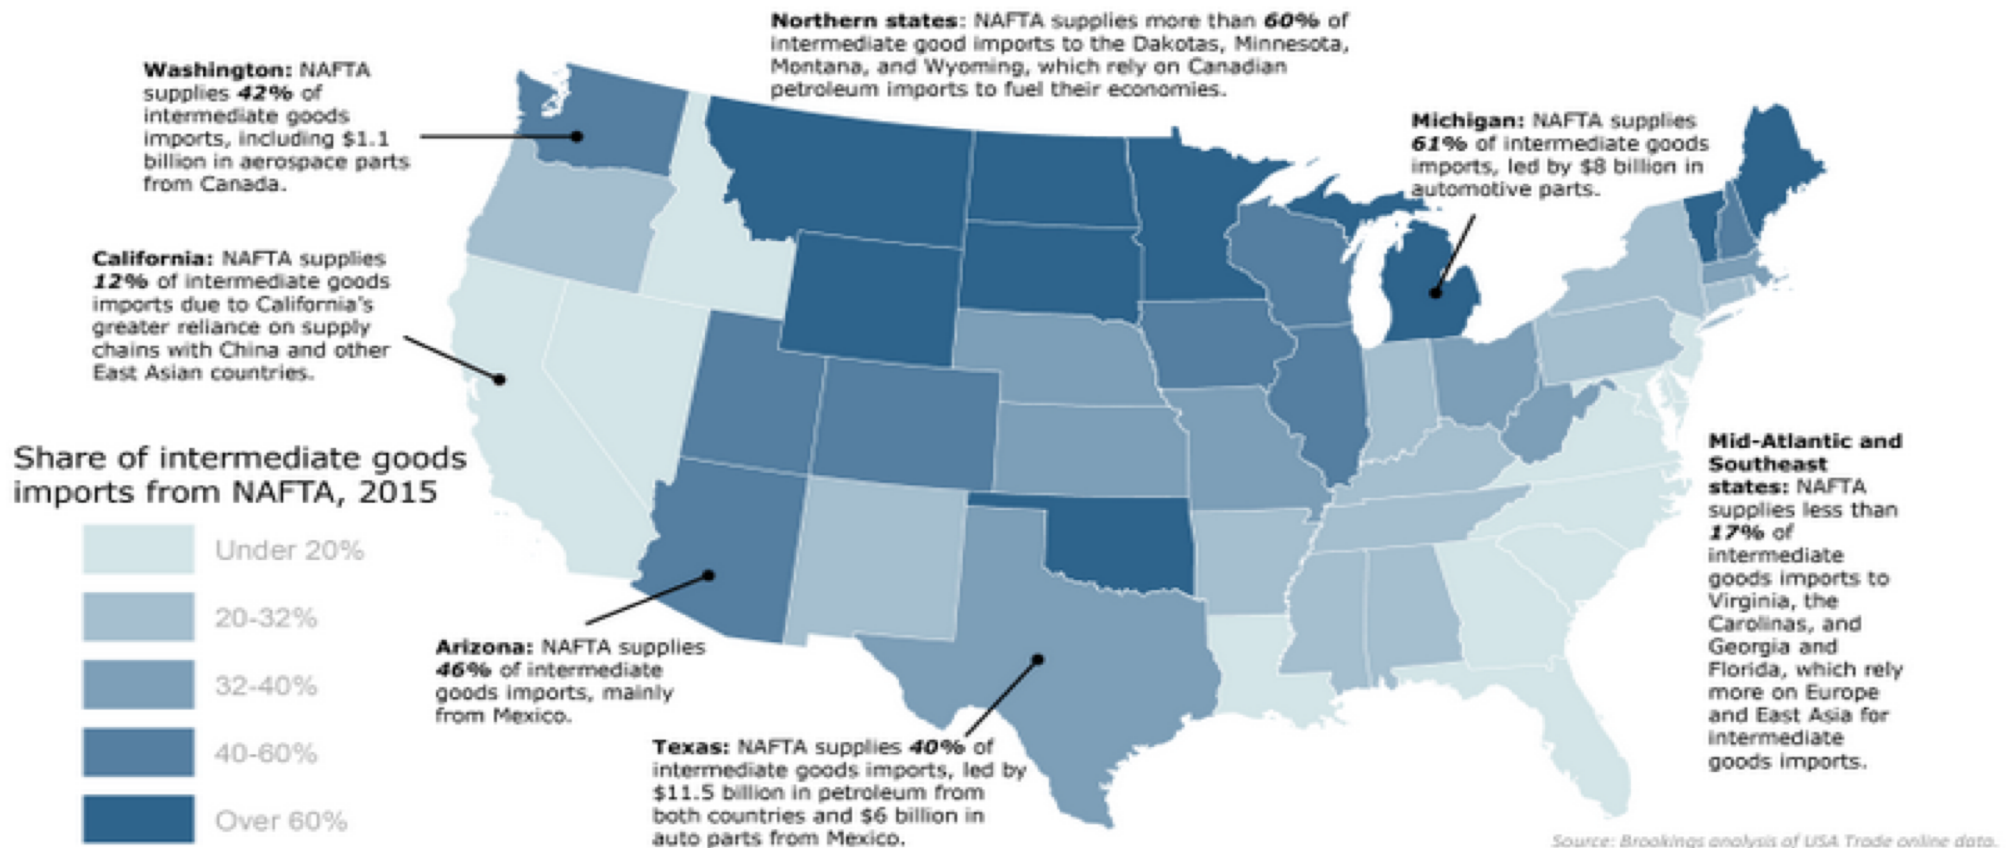 Northern states: NAFTA supplies more than 60% of
intermediate good imports to the Dakotas, Minnesota,
Montana, and Wyoming, which rely on Canadian
petroleum imports to fuel their economies.
Washington: NAFTA
supplies 42% of
intermediate goods
imports, including $1.1
billion in aerospace parts
from Canada.
Michigan: NAFTA supplies
61% of intermediate goods
imports, led by $8 billion in
automotive parts.
California: NAFTA supplies
12% of intermediate goods
imports due to California's
greater reliance on supply
chains with China and other
East Asian countries.
Share of intermediate goods
imports from NAFTA, 2015
Under 20%
20-32%
32-40%
40-60%
Over 60%
Arizona: NAFTA supplies
46% of intermediate
goods imports, mainly
from Mexico.
Texas: NAFTA supplies 40% of
intermediate goods imports, led by
$11.5 billion in petroleum from
both countries and $6 billion in
auto parts from Mexico.
Mid-Atlantic and
Southeast
states: NAFTA
supplies less than
17% of
intermediate
goods imports to
Virginia, the
Carolinas, and
Georgia and
Florida, which rely
more on Europe
and East Asia for
intermediate
goods imports.
Source: Brookings analysis of USA Trade online data.